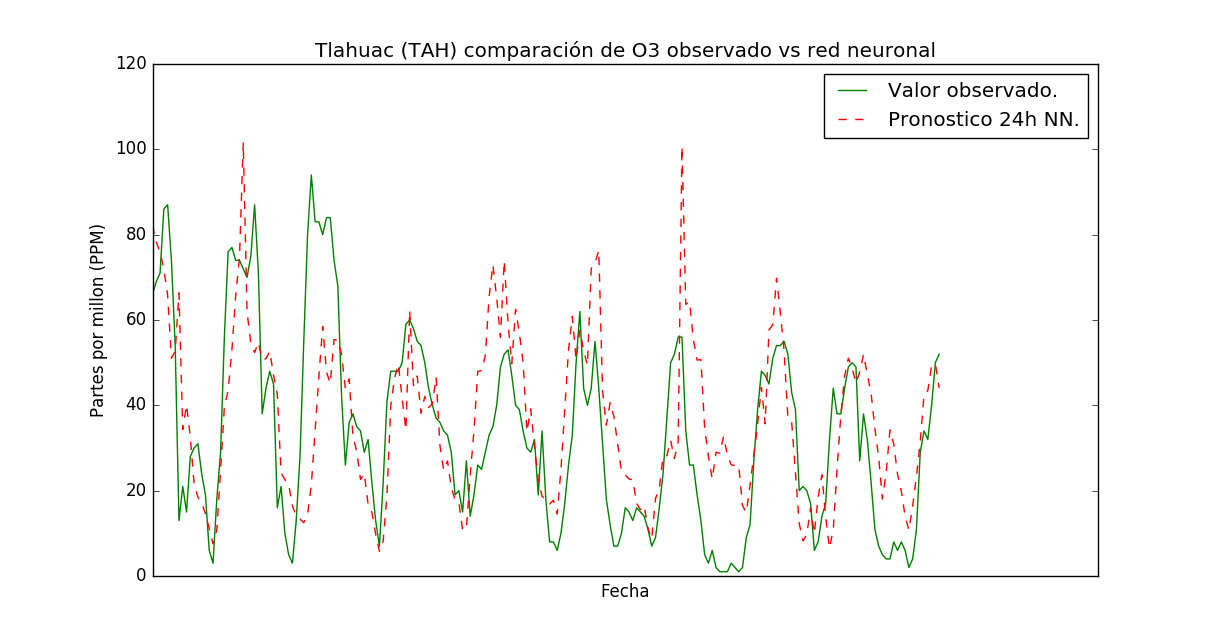 Tlahuac (TAH) comparación de O3 observado vs red neuronal
120
100
80
60
40
20
0
Partes por millon (PPM)
Valor observado.
Pronostico 24h NN.
Fecha